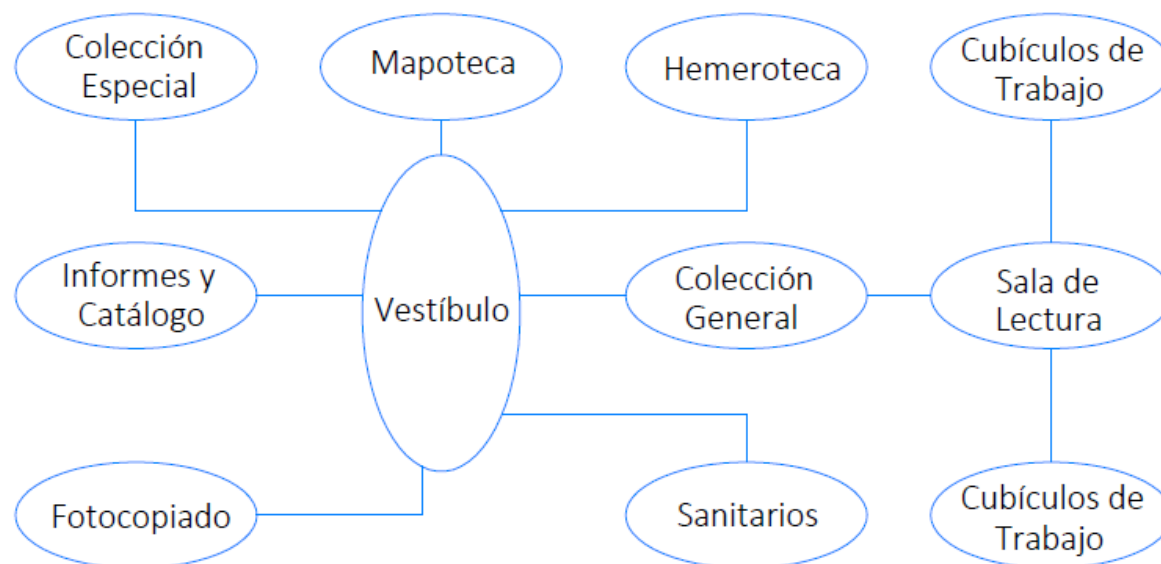 Colección
Especial
Mapoteca
Hemeroteca
Cubículos de
Trabajo
Informes y
Catálogo
Vestíbulo
Colección
General
Sala de
Lectura
Fotocopiado
Sanitarios
Cubículos de
Trabajo